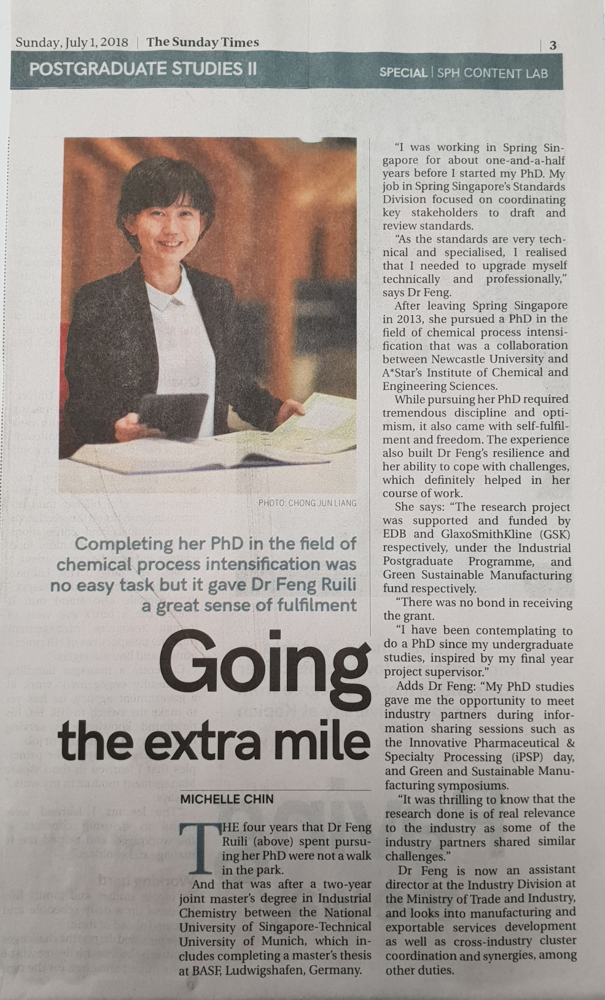 Sunday, July 1, 2018 | The Sunday Times
| 3
POSTGRADUATE STUDIES II
SPECIAL | SPH CONTENT LAB
PHOTO: CHONG JUN LIANG
Completing her PhD in the field of
chemical process intensification was
no easy task but it gave Dr Feng Ruili
a great sense of fulfilment
Going
the extra mile
MICHELLE CHIN
THE four years that Dr Feng
Ruili (above) spent pursu-
ing her PhD were not a walk
in the park.
And that was after a two-year
joint master's degree in Industrial
Chemistry between the National
University of Singapore-Technical
University of Munich, which in-
cludes completing a master's thesis
at BASF, Ludwigshafen, Germany.
“I was working in Spring Sin-
gapore for about one-and-a-half
years before I started my PhD. My
job in Spring Singapore's Standards
Division focused on coordinating
key stakeholders to draft and
review standards.
“As the standards are very tech-
nical and specialised, I realised
that I needed to upgrade myself
technically and professionally,”
says Dr Feng.
After leaving Spring Singapore
in 2013, she pursued a PhD in the
field of chemical process intensi-
fication that was a collaboration
between Newcastle University and
A*Star's Institute of Chemical and
Engineering Sciences.
While pursuing her PhD required
tremendous discipline and opti-
mism, it also came with self-fulfil-
ment and freedom. The experience
also built Dr Feng's resilience and
her ability to cope with challenges,
which definitely helped in her
course of work.
She says: “The research project
was supported and funded by
EDB and GlaxoSmithKline (GSK)
respectively, under the Industrial
Postgraduate Programme, and
Green Sustainable Manufacturing
fund respectively.
“There was no bond in receiving
the grant.
“I have been contemplating to
do a PhD since my undergraduate
studies, inspired by my final year
project supervisor.”
Adds Dr Feng: “My PhD studies
gave me the opportunity to meet
industry partners during infor-
mation sharing sessions such as
the Innovative Pharmaceutical &
Specialty Processing (iPSP) day,
and Green and Sustainable Manu-
facturing symposiums.
“It was thrilling to know that the
research done is of real relevance
to the industry as some of the
industry partners shared similar
challenges.”
Dr Feng is now an assistant
director at the Industry Division at
the Ministry of Trade and Industry,
and looks into manufacturing and
exportable services development
as well as cross-industry cluster
coordination and synergies, among
other duties.